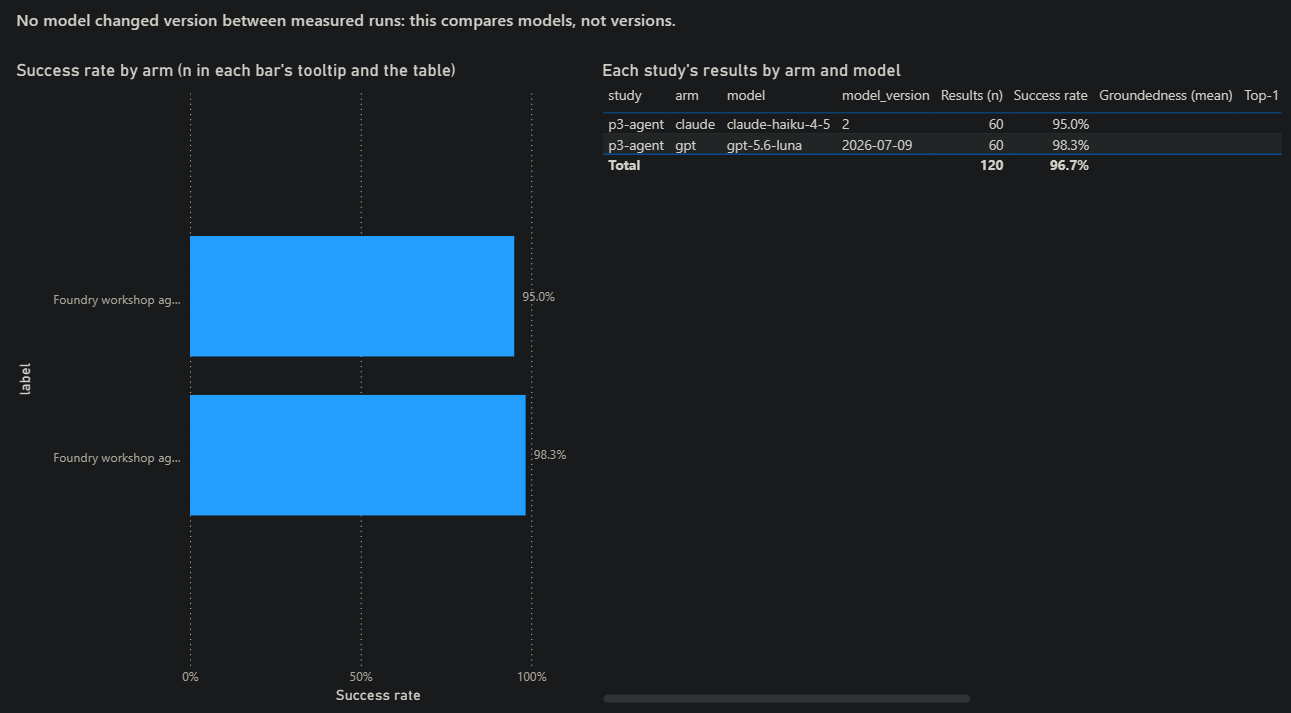 No model changed version between measured runs: this compares models, not versions.
Success rate by arm (n in each bar's tooltip and the table)
Foundry workshop ag...
95.0%
Foundry workshop ag...
98.3%
label
0% 50% 100%
Success rate
Each study's results by arm and model
study arm model model_version Results (n) Success rate Groundedness (mean) Top-1
p3-agent claude claude-haiku-4-5 2 60 95.0%
p3-agent gpt gpt-5.6-luna 2026-07-09 60 98.3%
Total 120 96.7%